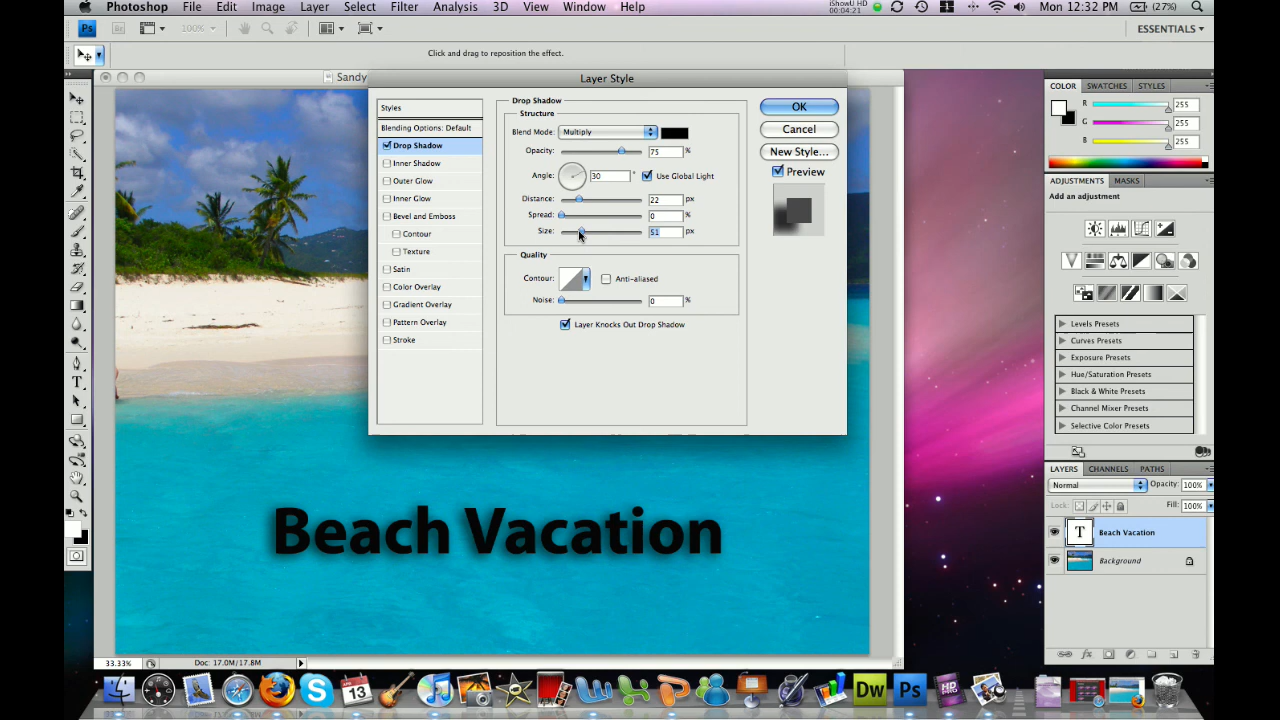 Photoshop File Edit Image Layer Select Filter Analysis 3D View Window Help iShowU HD 00:04:21 Mon 12:32 PM (27%)
Ps 100% ESSENTIALS
Click and drag to reposition the effect.
Sandy
Layer Style
Styles
Blending Options: Default
Drop Shadow
Inner Shadow
Outer Glow
Inner Glow
Bevel and Emboss
Contour
Texture
Satin
Color Overlay
Gradient Overlay
Pattern Overlay
Stroke
Drop Shadow
Structure
Blend Mode: Multiply
Opacity: 75 %
Angle: 30 ° Use Global Light
Distance: 22 px
Spread: 0 %
Size: 51 px
Quality
Contour: Anti-aliased
Noise: 0 %
Layer Knocks Out Drop Shadow
OK
Cancel
New Style...
Preview
Beach Vacation
COLOR SWATCHES STYLES
R 255
G 255
B 255
ADJUSTMENTS MASKS
Add an adjustment
Levels Presets
Curves Presets
Exposure Presets
Hue/Saturation Presets
Black & White Presets
Channel Mixer Presets
Selective Color Presets
LAYERS CHANNELS PATHS
Normal Opacity: 100%
Lock: Fill: 100%
T Beach Vacation
Background
33.33% Doc: 17.0M/17.8M
13 Dw Ps